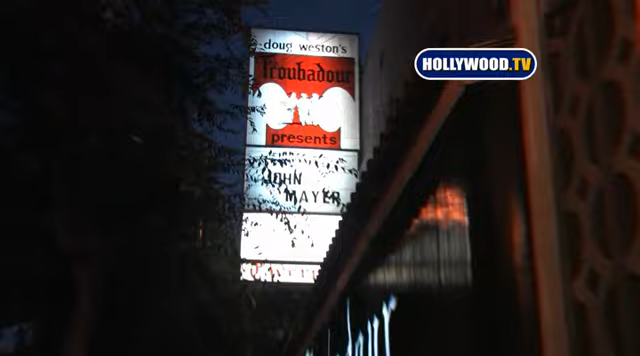 doug weston's
Troubadour
presents
JOHN
MAYER
HOLLYWOOD.TV